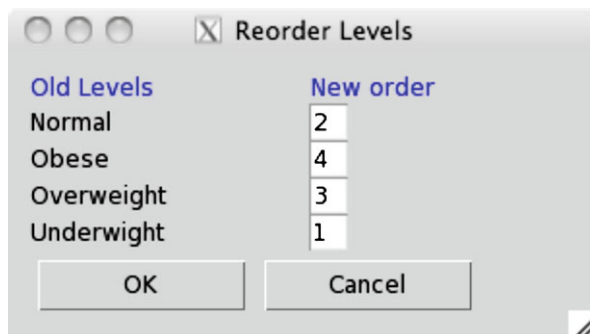 Reorder Levels
Old Levels New order
Normal 2
Obese 4
Overweight 3
Underwight 1
OK Cancel